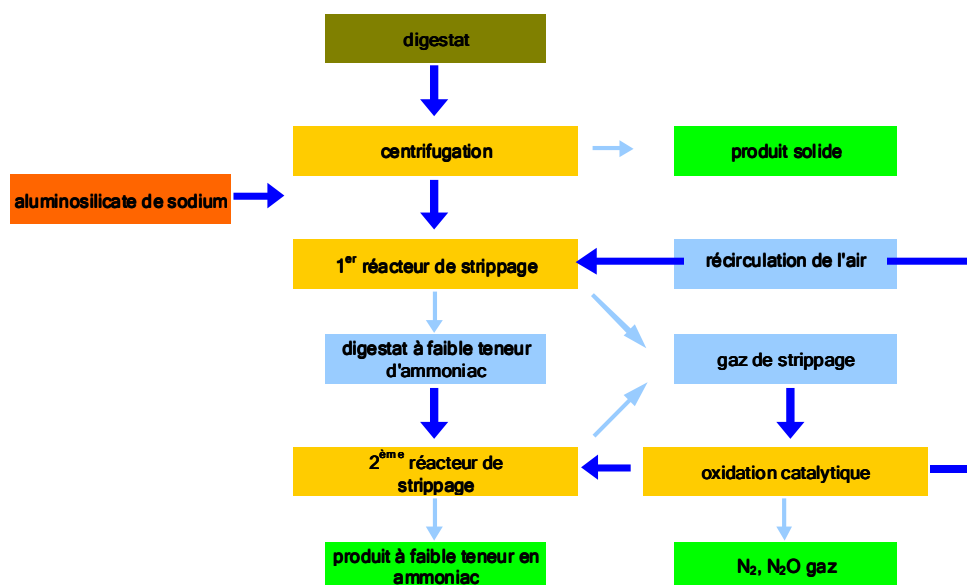 digestat
centrifugation
produit solide
aluminosilicate de sodium
1er réacteur de strippage
récirculation de l'air
digestat à faible teneur
d'ammoniac
gaz de strippage
2ème réacteur de
strippage
oxidation catalytique
produit à faible teneur en
ammoniac
N₂, N₂O gaz